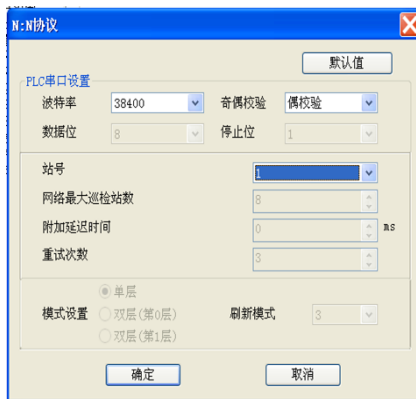 N:N协议
默认值
PLC串口设置
波特率 38400 奇偶校验 偶校验
数据位 8 停止位 1
站号 1
网络最大巡检站数 8
附加延迟时间 0 ms
重试次数 3
单层
模式设置 双层(第0层) 刷新模式 3
双层(第1层)
确定 取消